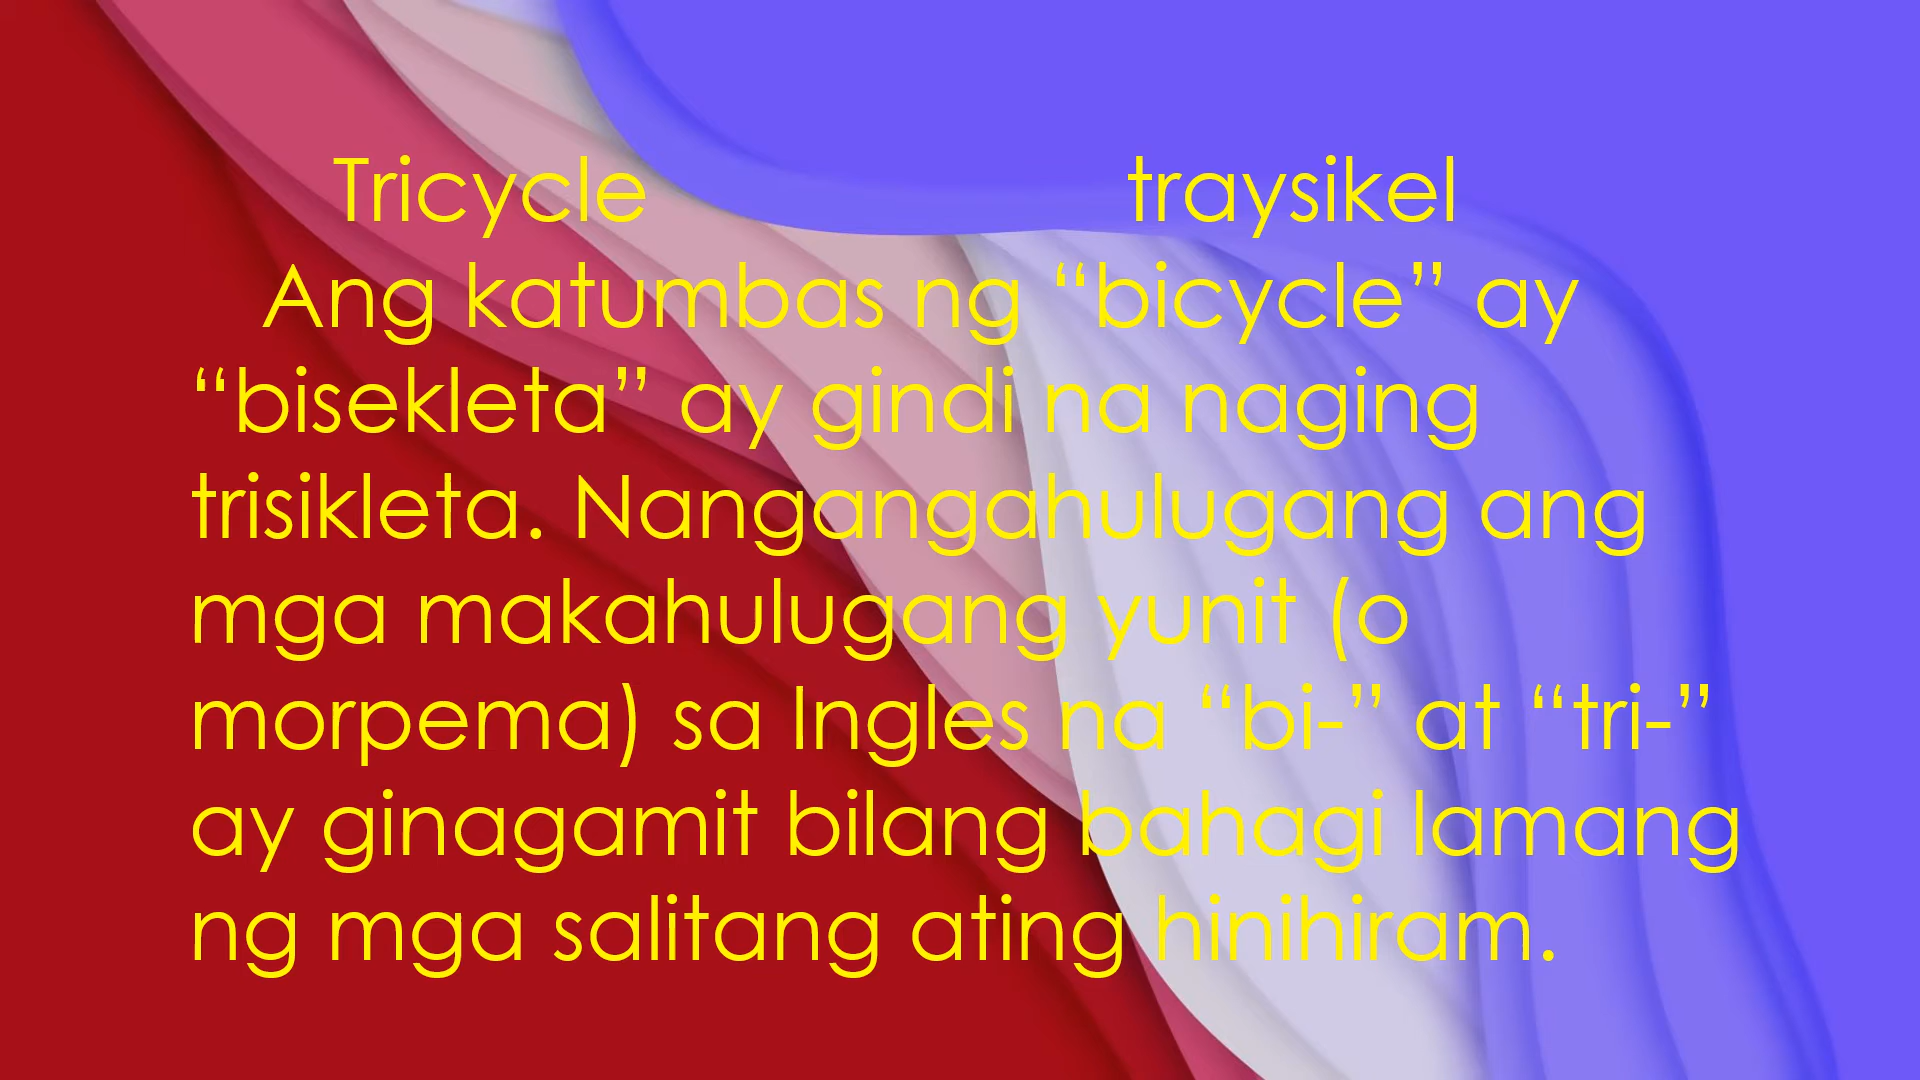 Tricycle traysikel
Ang katumbas ng “bicycle” ay
“bisekleta” ay gindi na naging
trisikleta. Nangangahulugang ang
mga makahulugang yunit (o
morpema) sa Ingles na “bi-” at “tri-”
ay ginagamit bilang bahagi lamang
ng mga salitang ating hinihiram.